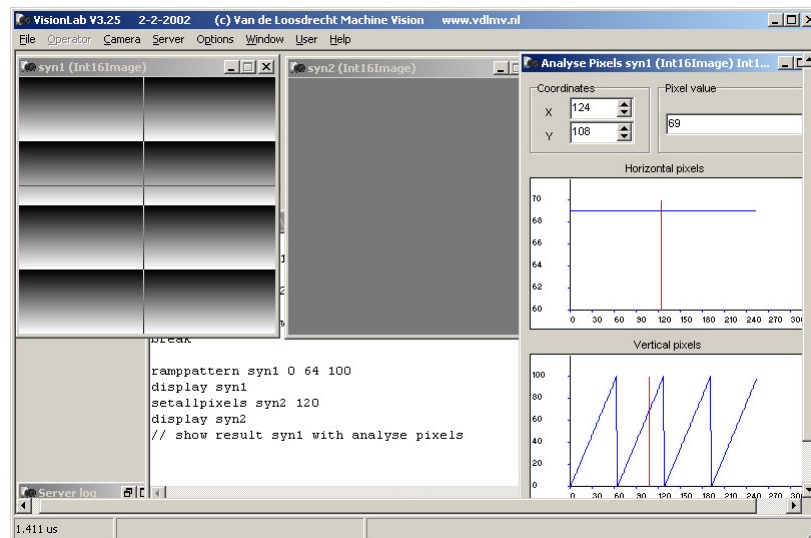 VisionLab V3.25 2-2-2002 (c) Van de Loosdrecht Machine Vision www.vdlmv.nl
File Operator Camera Server Options Window User Help
syn1 (Int16Image)
syn2 (Int16Image)
Analyse Pixels syn1 (Int16Image) Int1...
Coordinates
X 124
Y 108
Pixel value
69
Horizontal pixels
70
68
66
64
62
60
0 30 60 90 120 150 180 210 240 270 300
break
ramppattern syn1 0 64 100
display syn1
setallpixels syn2 120
display syn2
// show result syn1 with analyse pixels
Vertical pixels
100
80
60
40
20
0
0 30 60 90 120 150 180 210 240 270 300
Server log
1.411 us